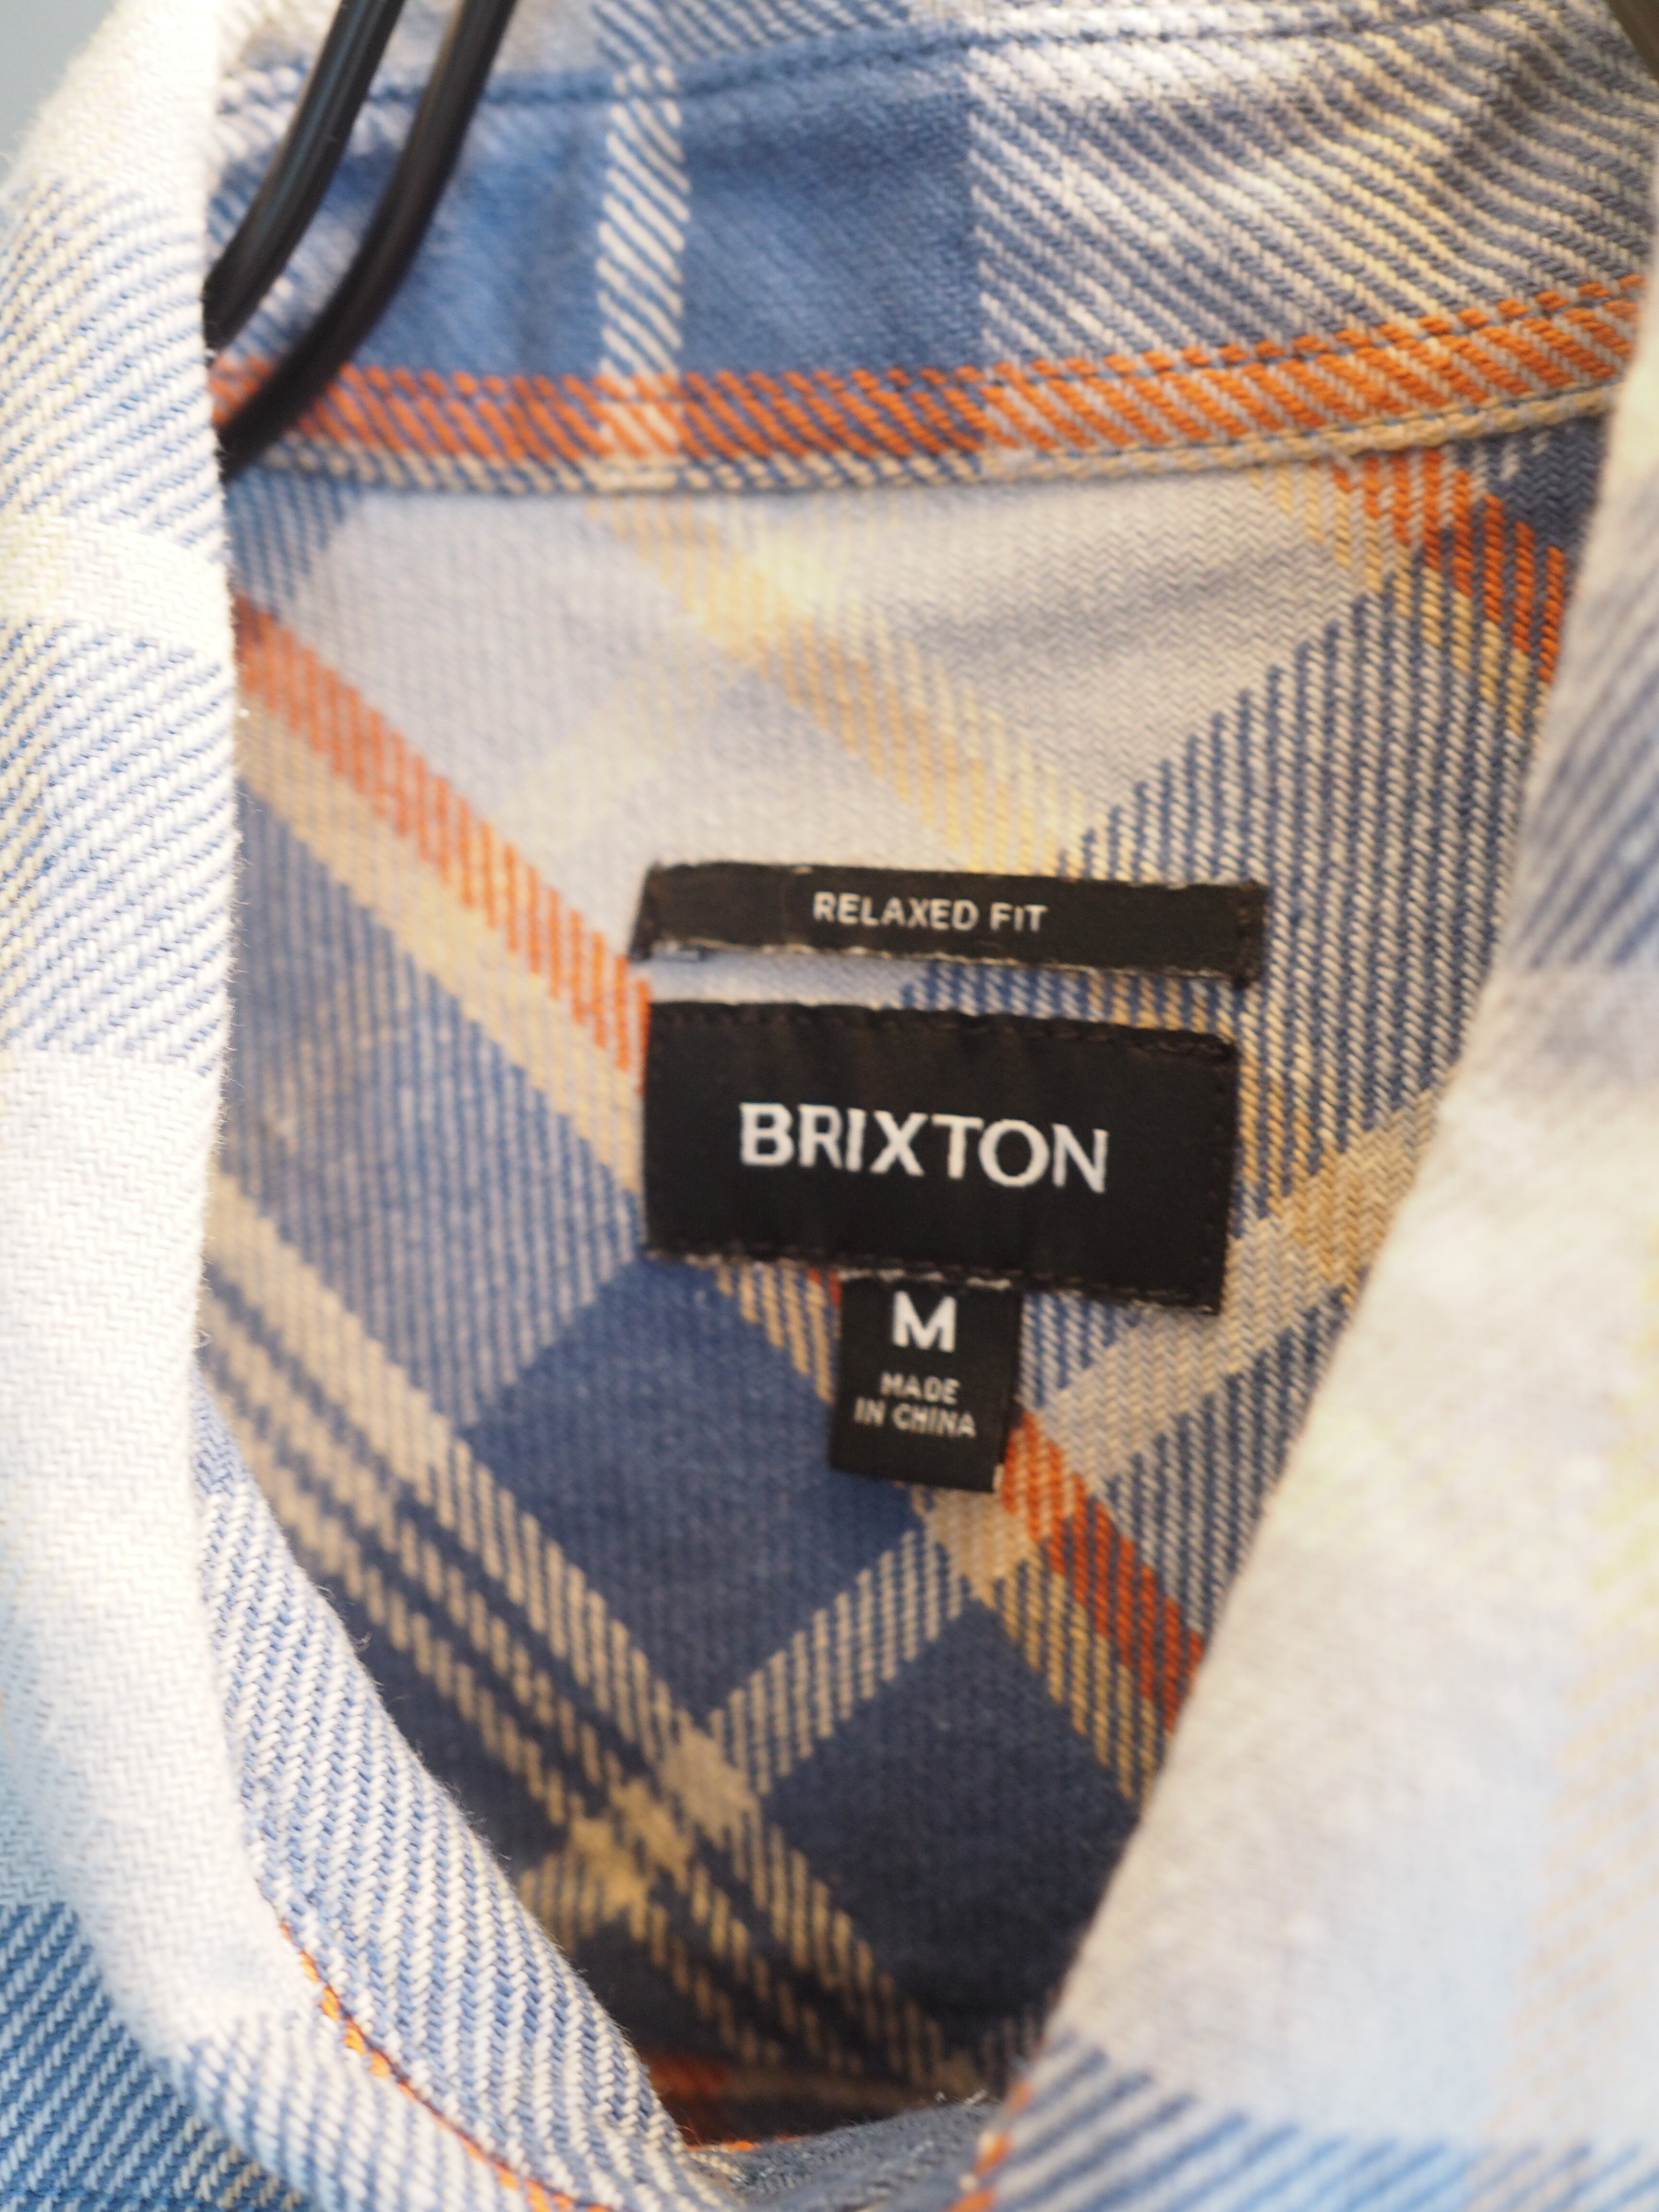 RELAXED FIT
BRIXTON
M
MADE
IN CHINA